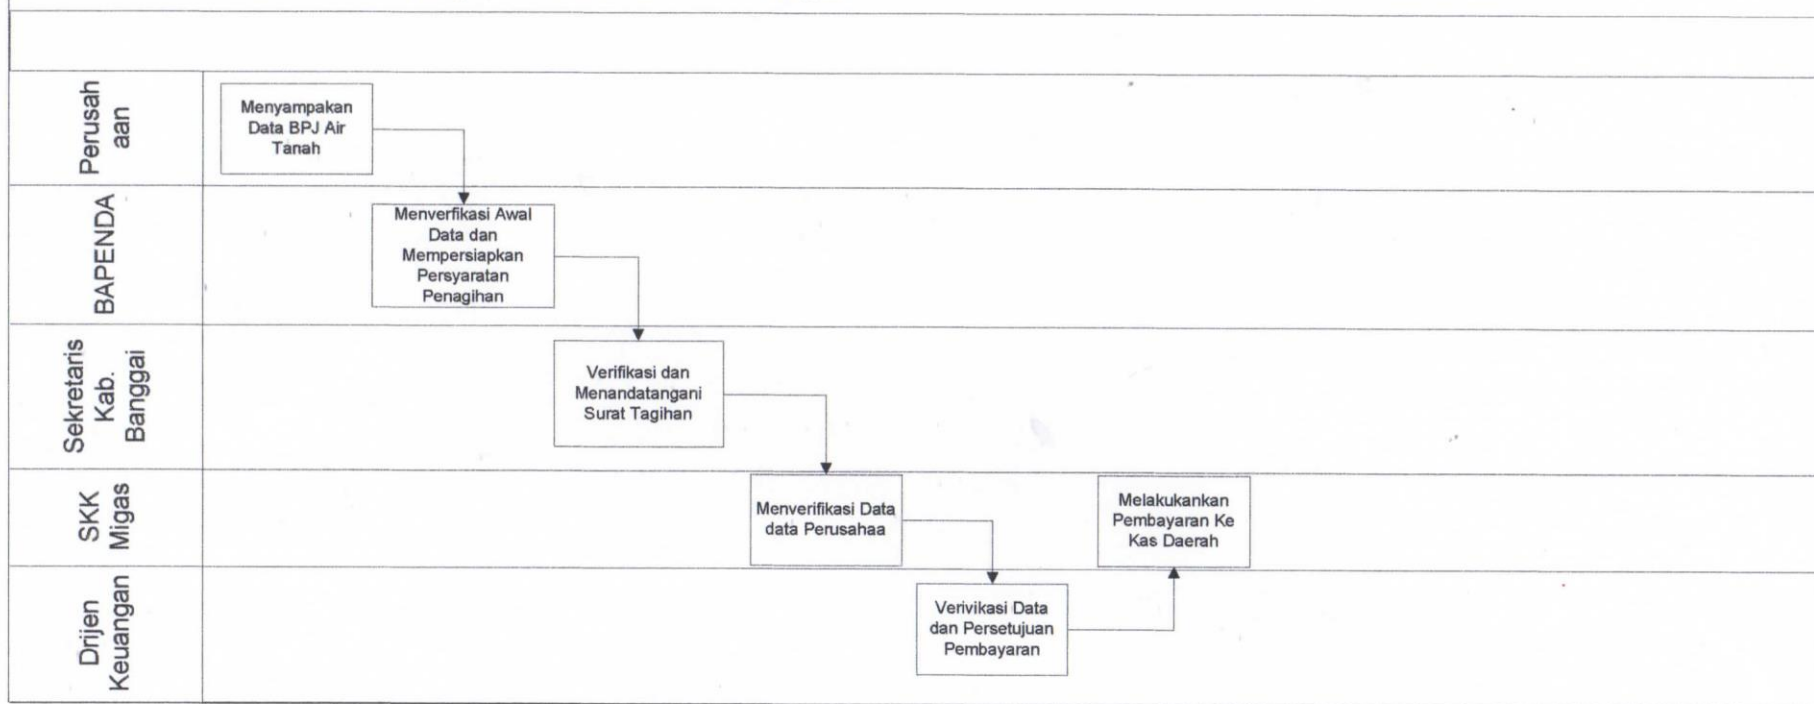 Perusah
aan
Menyampakan
Data BPJ Air
Tanah
BAPENDA
Menverfikasi Awal
Data dan
Mempersiapkan
Persyaratan
Penagihan
Sekretaris
Kab.
Banggai
Verifikasi dan
Menandatangani
Surat Tagihan
SKK
Migas
Menverifikasi Data
data Perusahaa
Melakukankan
Pembayaran Ke
Kas Daerah
Drijen
Keuangan
Verivikasi Data
dan Persetujuan
Pembayaran